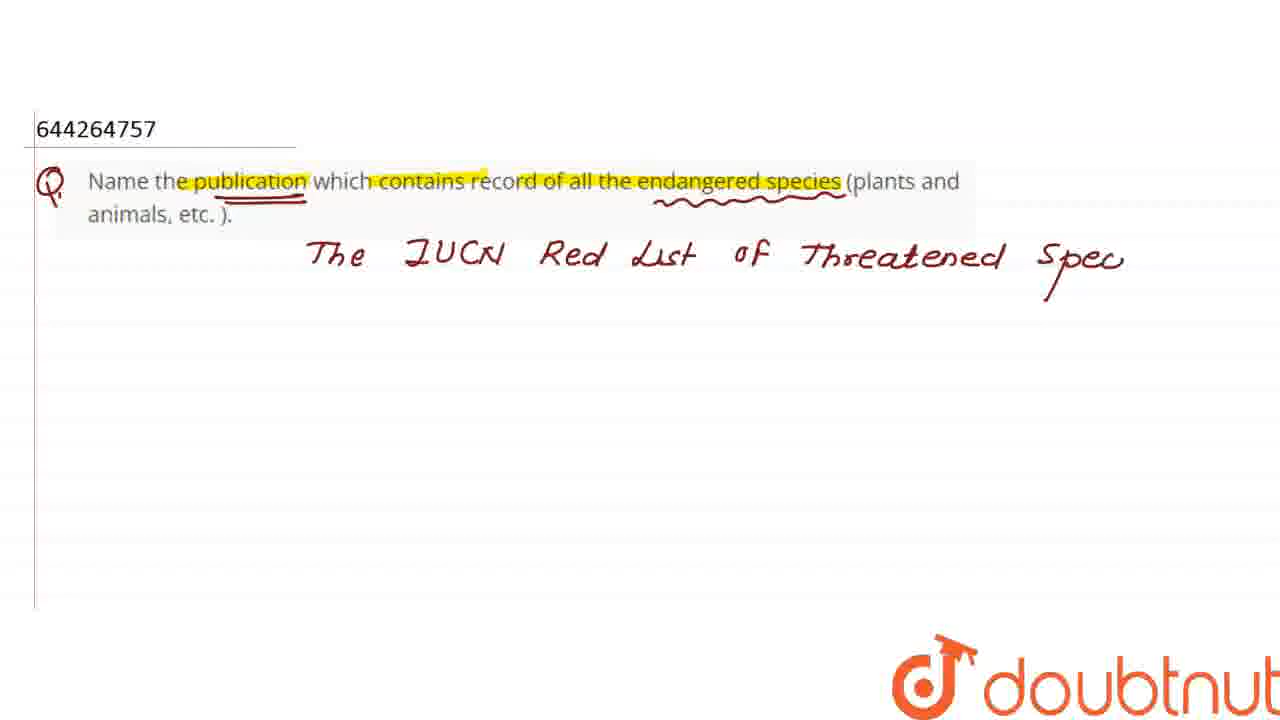 644264757
Q. Name the publication which contains record of all the endangered species (plants and
animals, etc. ).
The IUCN Red List of Threatened Spec
doubtnut